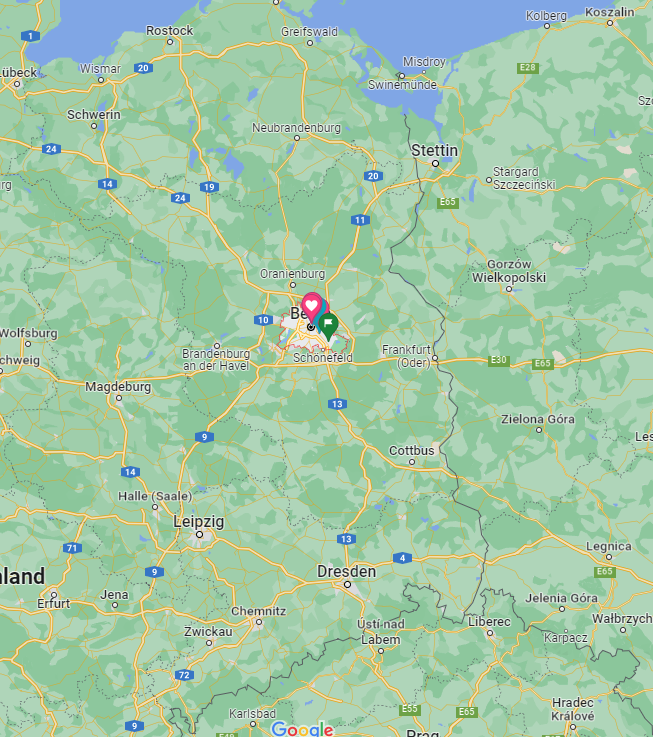 Koszalin
Kolberg
1
Rostock
Greifswald
Misdroy
E28
Lübeck
Wismar
20
Swinemünde
Schwerin
Neubrandenburg
24
Stettin
14
19
20
Stargard
Szczeciński
24
E65
11
Oranienburg
Gorzów
Wielkopolski
10
Be
Wolfsburg
Schönefeld
Frankfurt
(Oder)
Brandenburg
an der Havel
E30
E65
chweig
Magdeburg
13
Zielona Góra
9
Les
Cottbus
14
Halle (Saale)
Leipzig
71
13
Legnica
9
4
E65
Dresden
nland
Erfurt
Jena
Jelenia Góra
Chemnitz
Liberec
Wałbrzych
Zwickau
Ústí nad
Labem
Karpacz
72
Karlsbad
E55
E65
Hradec
Králové
9
Google
Prag
E48